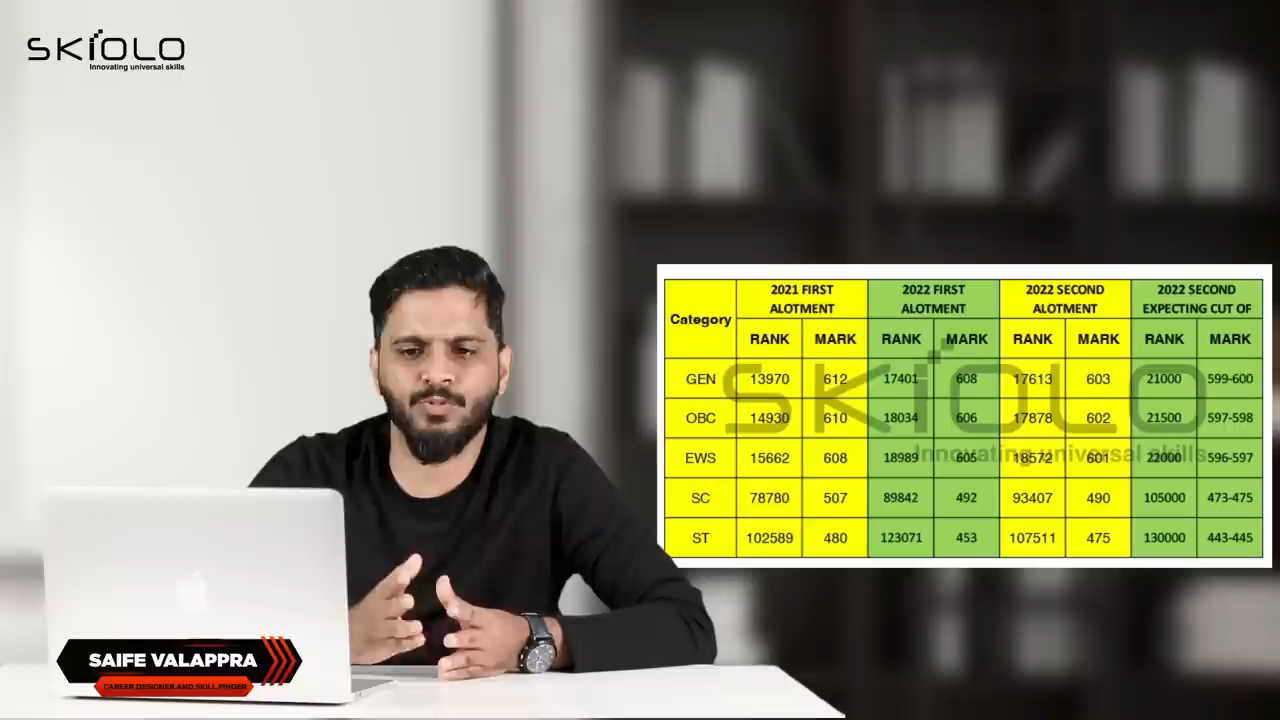 SKIOLO
Innovating universal skills
Category 2021 FIRST ALOTMENT 2022 FIRST ALOTMENT 2022 SECOND ALOTMENT 2022 SECOND EXPECTING CUT OF
RANK MARK RANK MARK RANK MARK RANK MARK
GEN 13970 612 17401 608 17613 603 21000 599-600
OBC 14930 610 18034 606 17878 602 21500 597-598
EWS 15662 608 18989 605 18572 601 22000 596-597
SC 78780 507 89842 492 93407 490 105000 473-475
ST 102589 480 123071 453 107511 475 130000 443-445
SKIOLO
Innovating universal skills
SAIFE VALAPPRA
CAREER DESIGNER AND SKILL FINDER